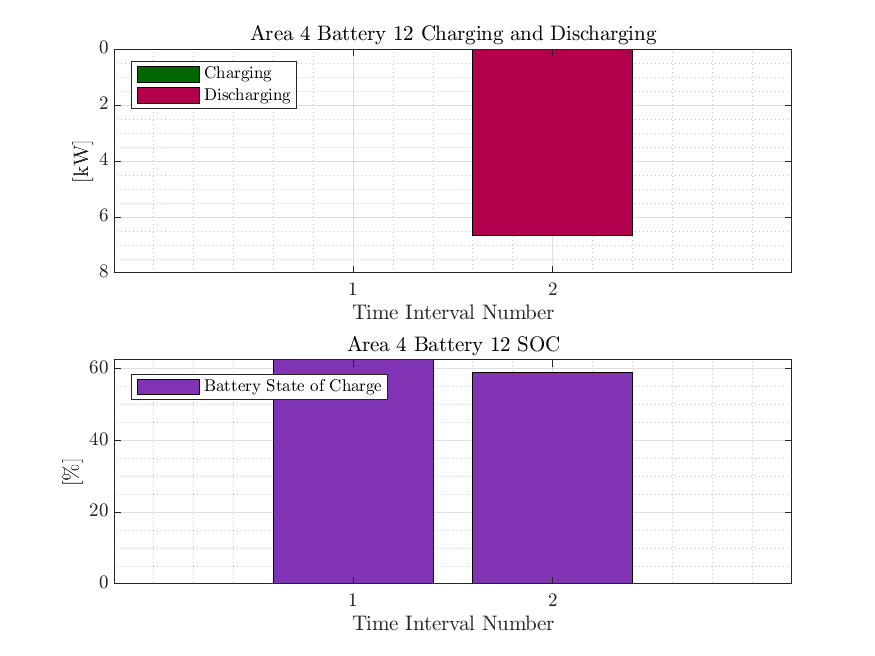 Area 4 Battery 12 Charging and Discharging
0
2
4
6
8
[kW]
Charging
Discharging
1 2
Time Interval Number
Area 4 Battery 12 SOC
60
40
20
0
[%]
Battery State of Charge
1 2
Time Interval Number